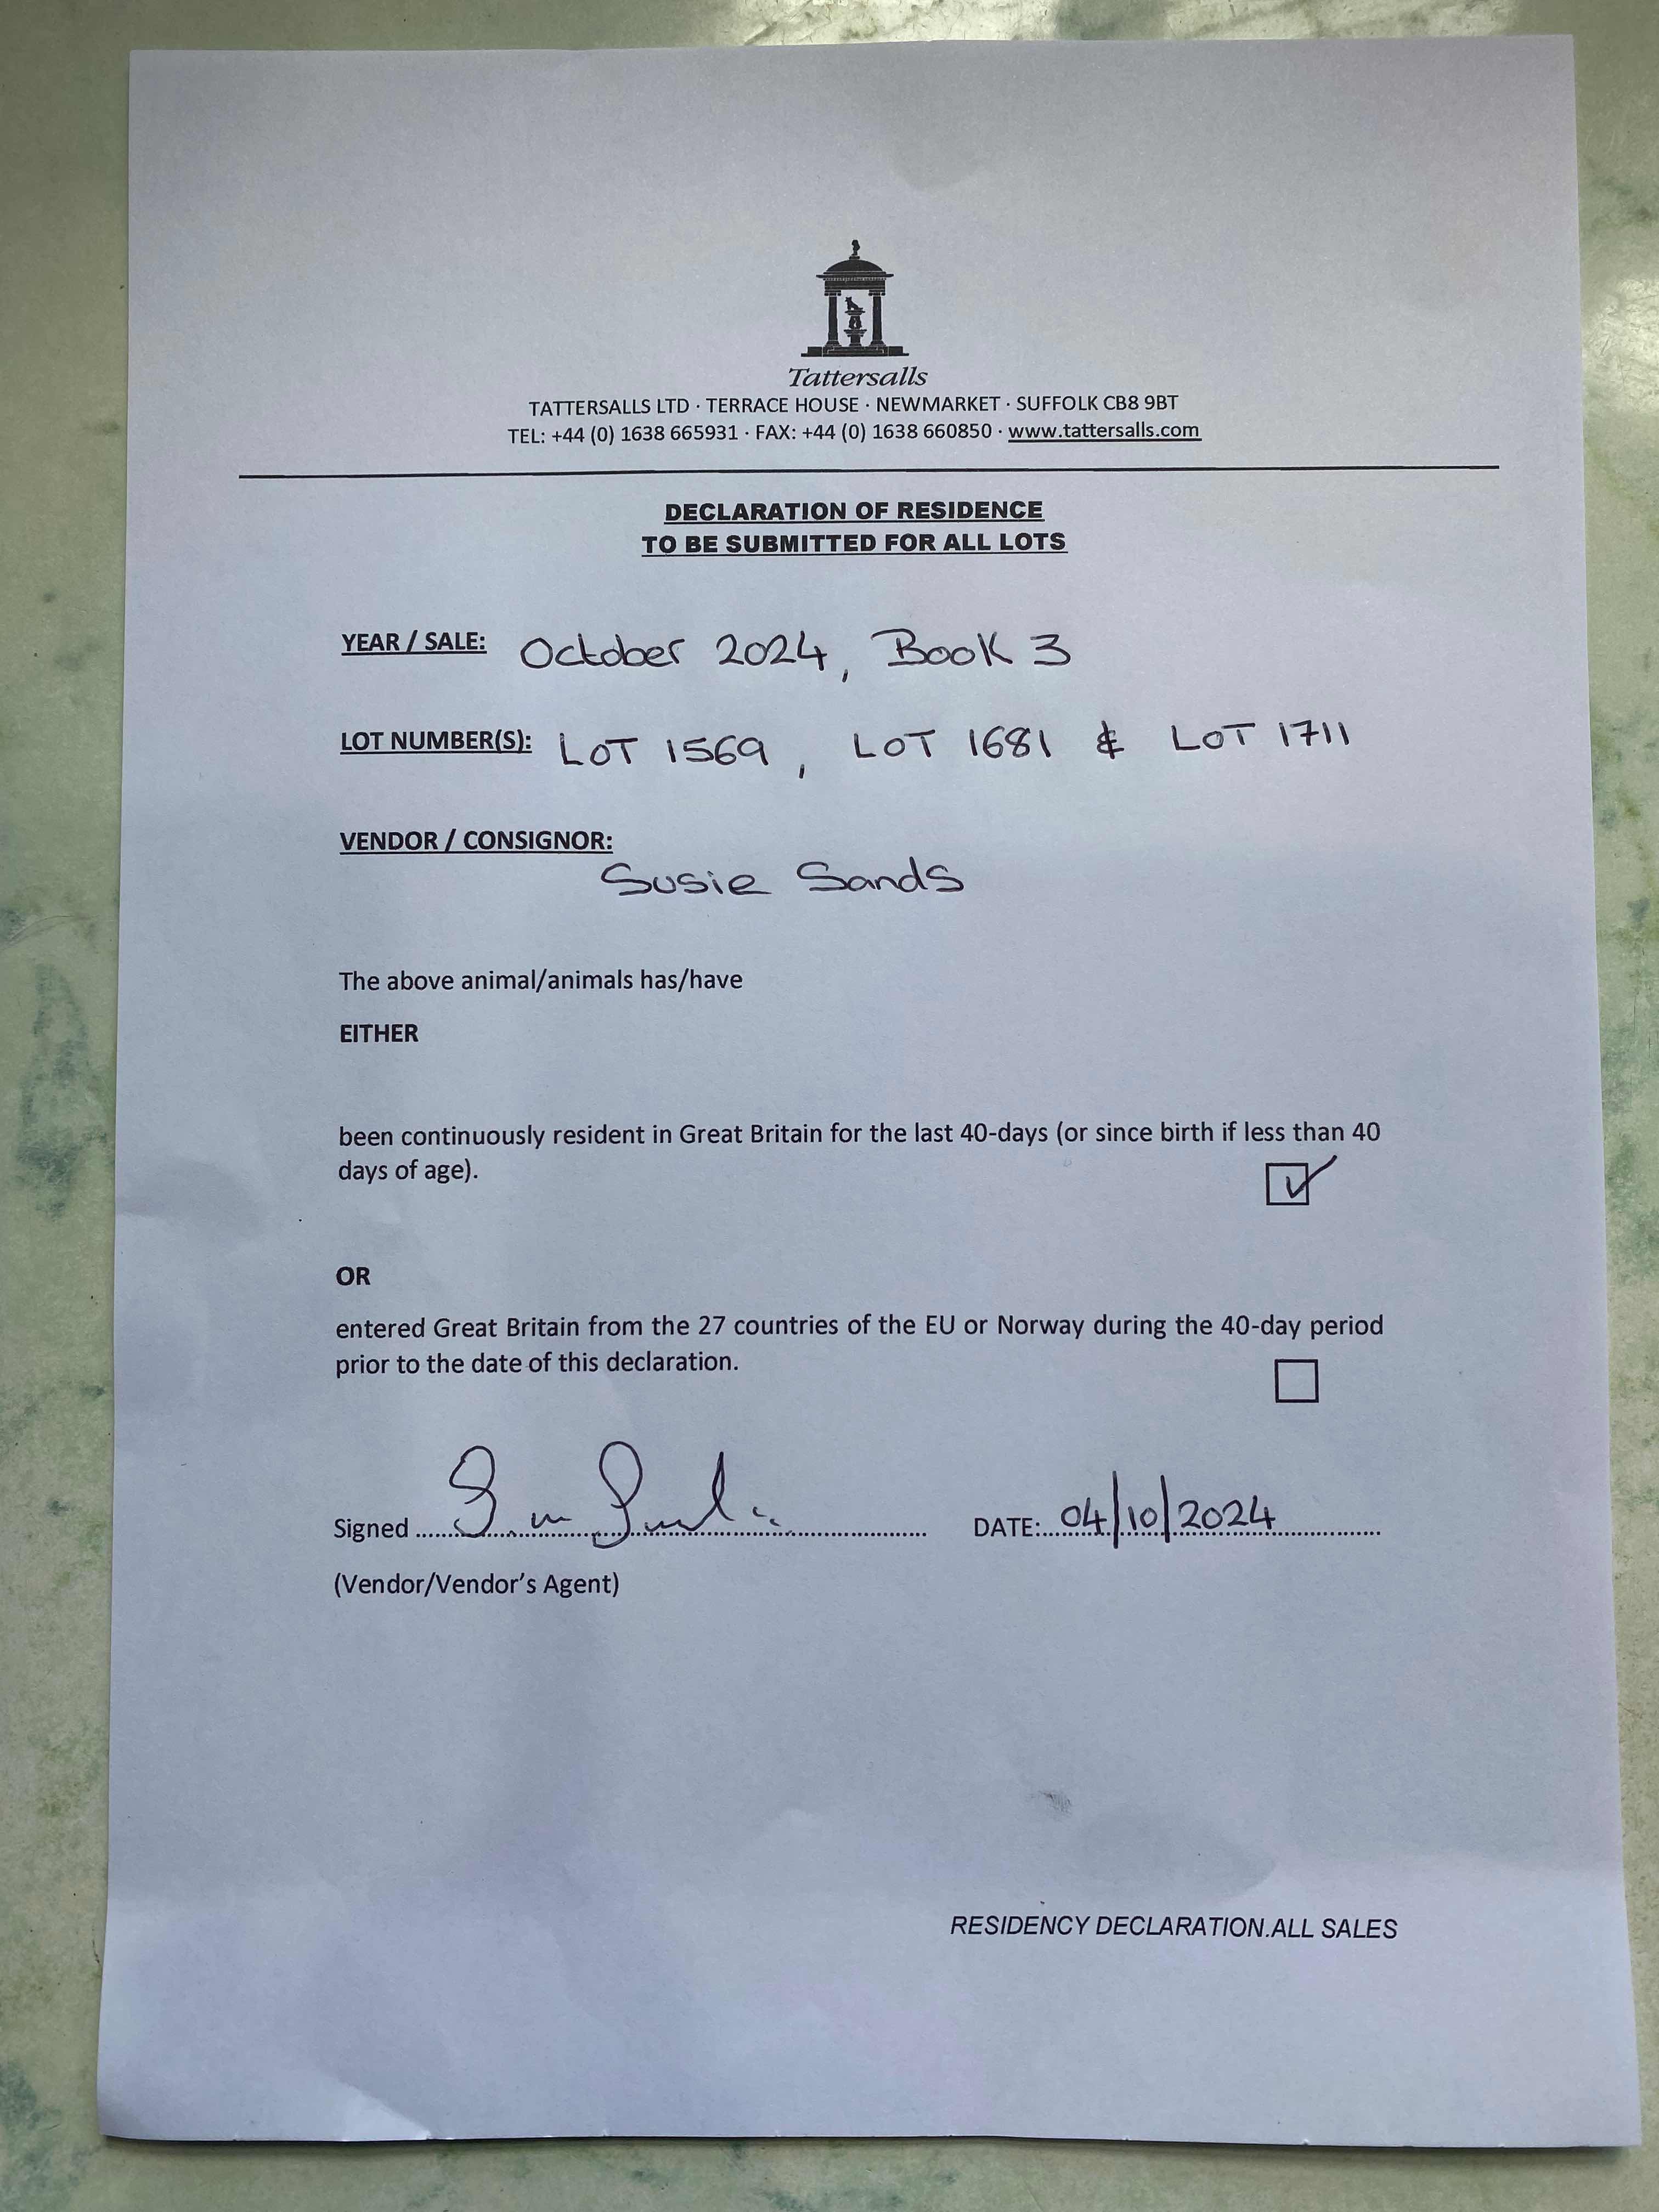 Tattersalls
TATTERSALLS LTD · TERRACE HOUSE · NEWMARKET · SUFFOLK CB8 9BT
TEL: +44 (0) 1638 665931 · FAX: +44 (0) 1638 660850 · www.tattersalls.com
DECLARATION OF RESIDENCE
TO BE SUBMITTED FOR ALL LOTS
YEAR / SALE: October 2024, Book 3
LOT NUMBER(S): LOT 1569, LOT 1681 & LOT 1711
VENDOR / CONSIGNOR:
Susie Sands
The above animal/animals has/have
EITHER
been continuously resident in Great Britain for the last 40-days (or since birth if less than 40
days of age).
OR
entered Great Britain from the 27 countries of the EU or Norway during the 40-day period
prior to the date of this declaration.
Signed DATE: 04/10/2024
(Vendor/Vendor’s Agent)
RESIDENCY DECLARATION.ALL SALES